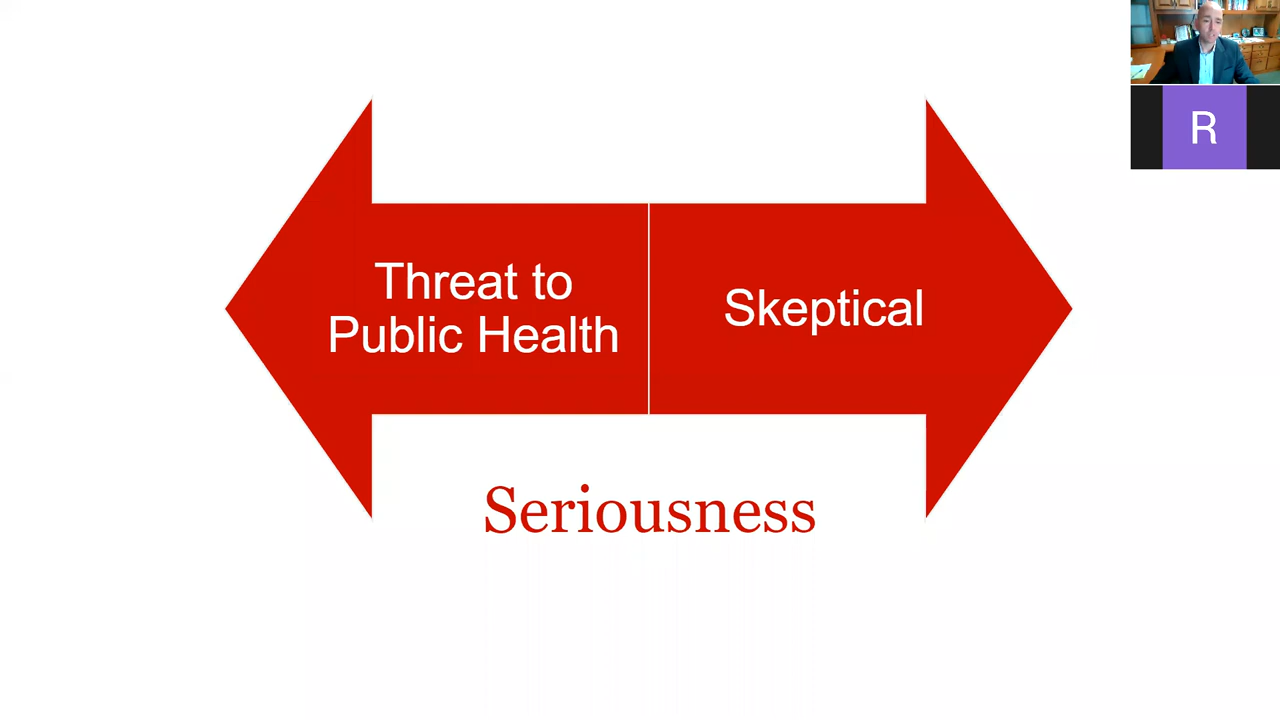 R
Threat to
Public Health
Skeptical
Seriousness